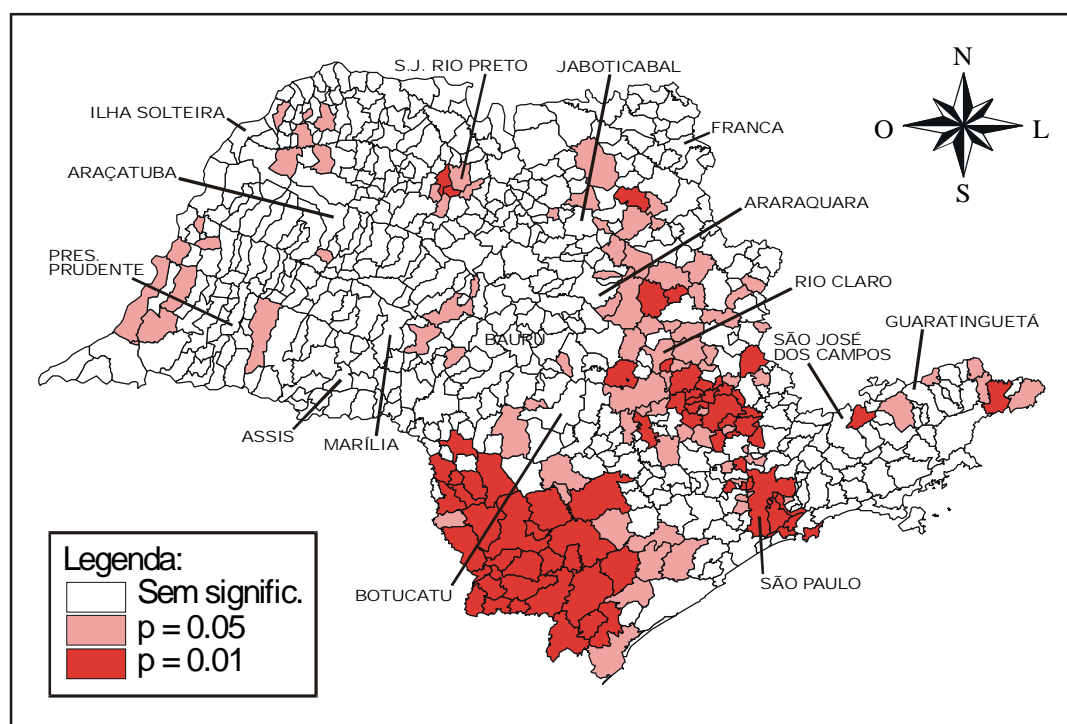 S.J. RIO PRETO
JABOTICABAL
N
ILHA SOLTEIRA
FRANCA
O
L
ARAÇATUBA
S
ARARAQUARA
PRES.
PRUDENTE
RIO CLARO
GUARATINGUETÁ
SÃO JOSÉ
DOS CAMPOS
BAURU
ASSIS
MARÍLIA
Legenda:
Sem signific.
p = 0.05
p = 0.01
BOTUCATU
SÃO PAULO